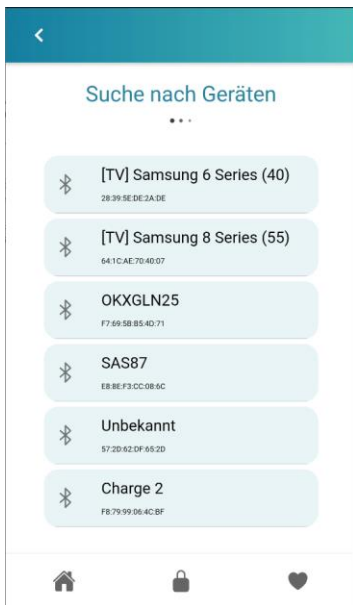 Suche nach Geräten
[TV] Samsung 6 Series (40)
28:39:5E:DE:2A:DE
[TV] Samsung 8 Series (55)
64:1C:AE:70:40:07
OKXGLN25
F7:69:5B:B5:4D:71
SAS87
E8:8E:F3:CC:08:6C
Unbekannt
57:2D:62:DF:65:2D
Charge 2
F8:79:99:06:4C:BF